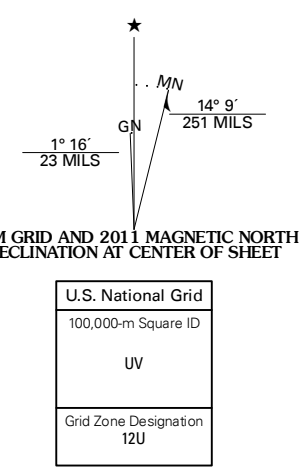 MN
GN
14° 9´
251 MILS
1° 16´
23 MILS
M GRID AND 2011 MAGNETIC NORTH
ECLINATION AT CENTER OF SHEET
U.S. National Grid
100,000-m Square ID
UV
Grid Zone Designation
12U